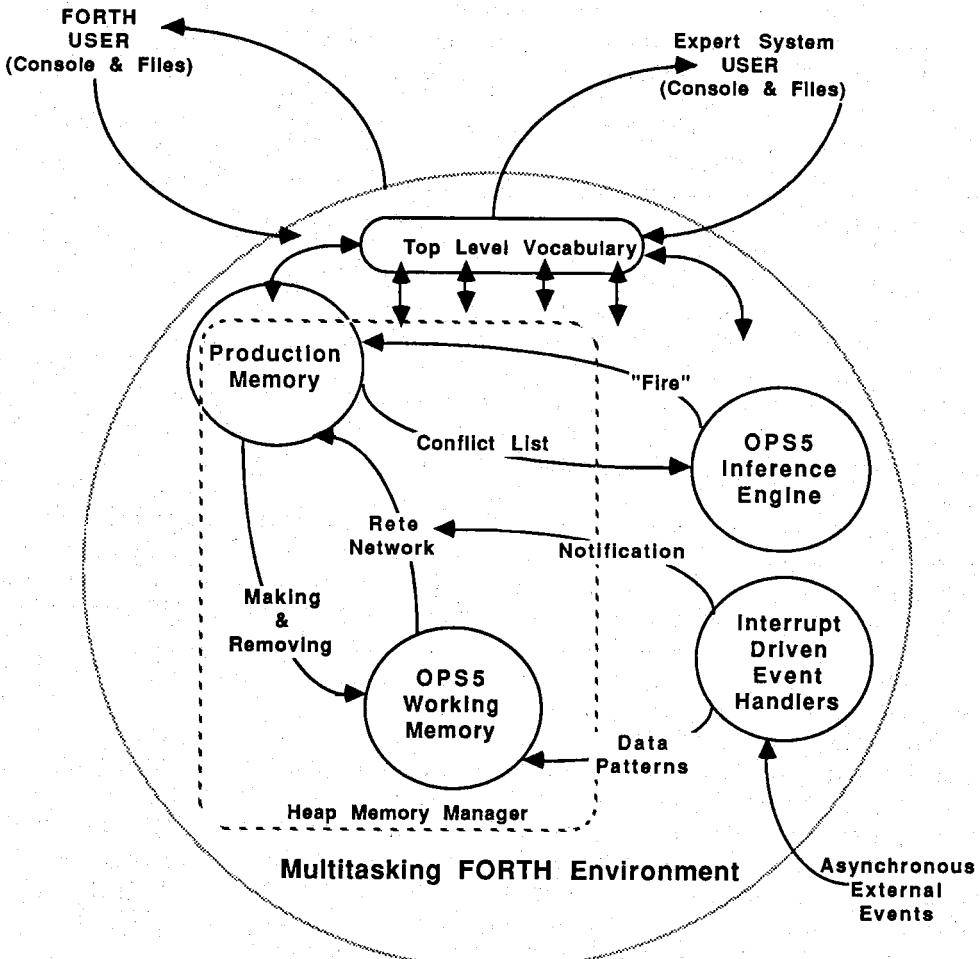 FORTH
USER
(Console & Files)
Expert System
USER
(Console & Files)
Top Level Vocabulary
Production
Memory
"Fire"
Conflict List
OPS5
Inference
Engine
Rete
Network
Notification
Making
&
Removing
Interrupt
Driven
Event
Handlers
OPS5
Working
Memory
Data
Patterns
Heap Memory Manager
Multitasking FORTH Environment
Asynchronous
External
Events